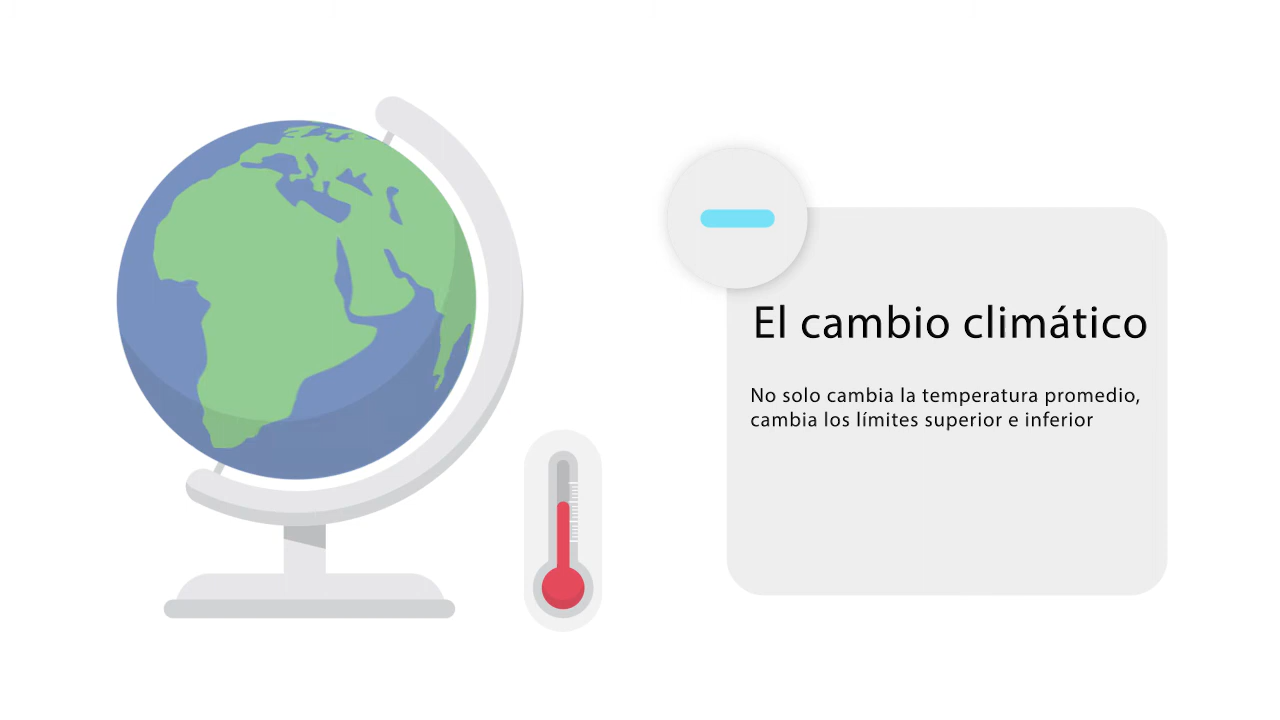 El cambio climático
No solo cambia la temperatura promedio,
cambia los límites superior e inferior